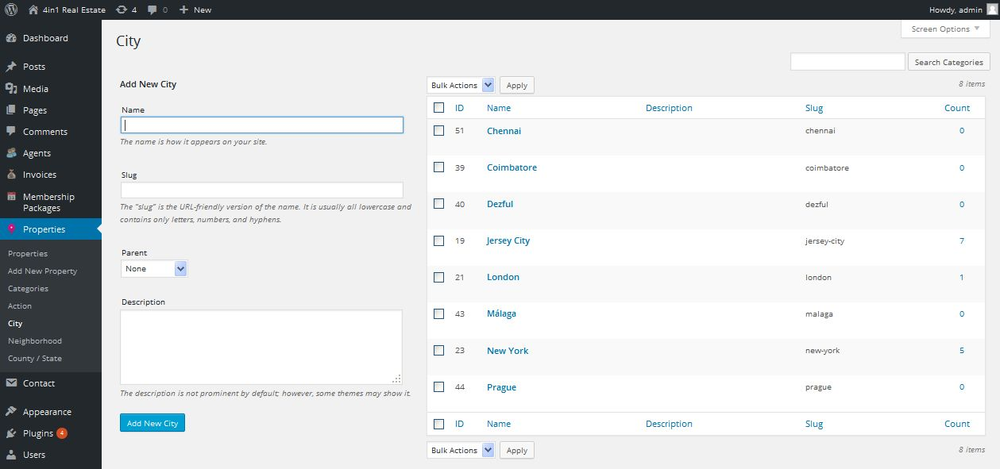 4in1 Real Estate 4 0 New Howdy, admin
Screen Options
Dashboard
Posts
Media
Pages
Comments
Agents
Invoices
Membership
Packages
Properties
Properties
Add New Property
Categories
Action
City
Neighborhood
County / State
Contact
Appearance
Plugins 4
Users
City
Search Categories
Add New City
Name
The name is how it appears on your site.
Slug
The “slug” is the URL-friendly version of the name. It is usually all lowercase and
contains only letters, numbers, and hyphens.
Parent
None
Description
The description is not prominent by default; however, some themes may show it.
Add New City
Bulk Actions Apply 8 items
ID Name Description Slug Count
51 Chennai chennai 0
39 Coimbatore coimbatore 0
40 Dezful dezful 0
19 Jersey City jersey-city 7
21 London london 1
43 Málaga malaga 0
23 New York new-york 5
44 Prague prague 0
ID Name Description Slug Count
Bulk Actions Apply 8 items